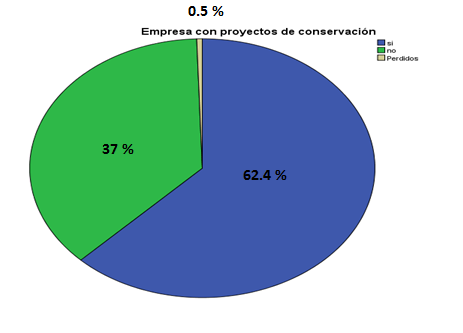 0.5 %
Empresa con proyectos de conservación
si
no
Perdidos
37 %
62.4 %